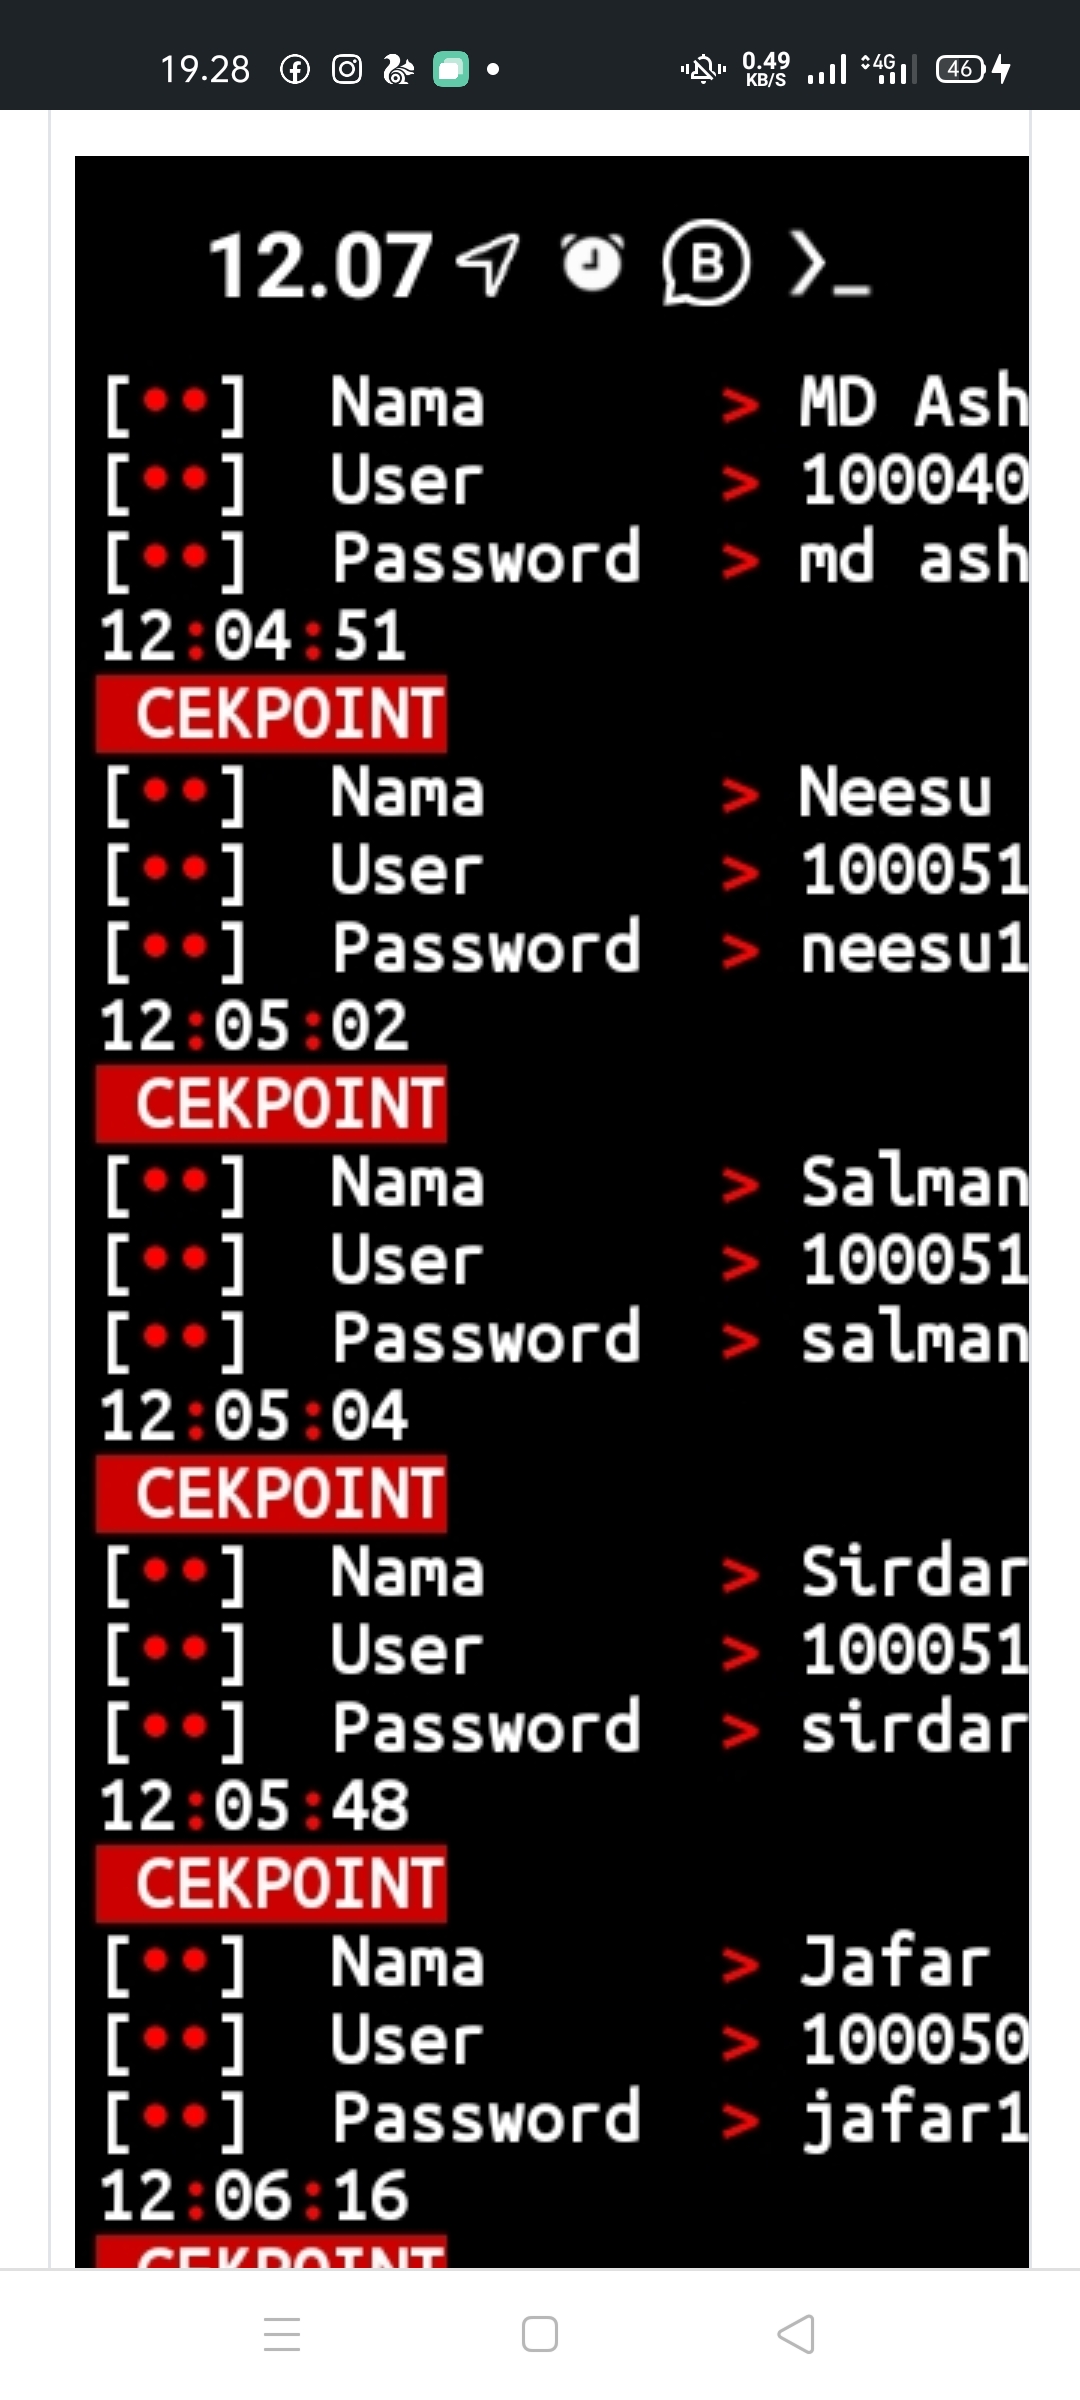 19.28 0.49 KB/S 4G 46
12.07 B >_
[••] Nama > MD Ash
[••] User > 100040
[••] Password > md ash
12:04:51
CEKPOINT
[••] Nama > Neesu
[••] User > 100051
[••] Password > neesu1
12:05:02
CEKPOINT
[••] Nama > Salman
[••] User > 100051
[••] Password > salman
12:05:04
CEKPOINT
[••] Nama > Sirdar
[••] User > 100051
[••] Password > sirdar
12:05:48
CEKPOINT
[••] Nama > Jafar
[••] User > 100050
[••] Password > jafar1
12:06:16
CEKPOINT